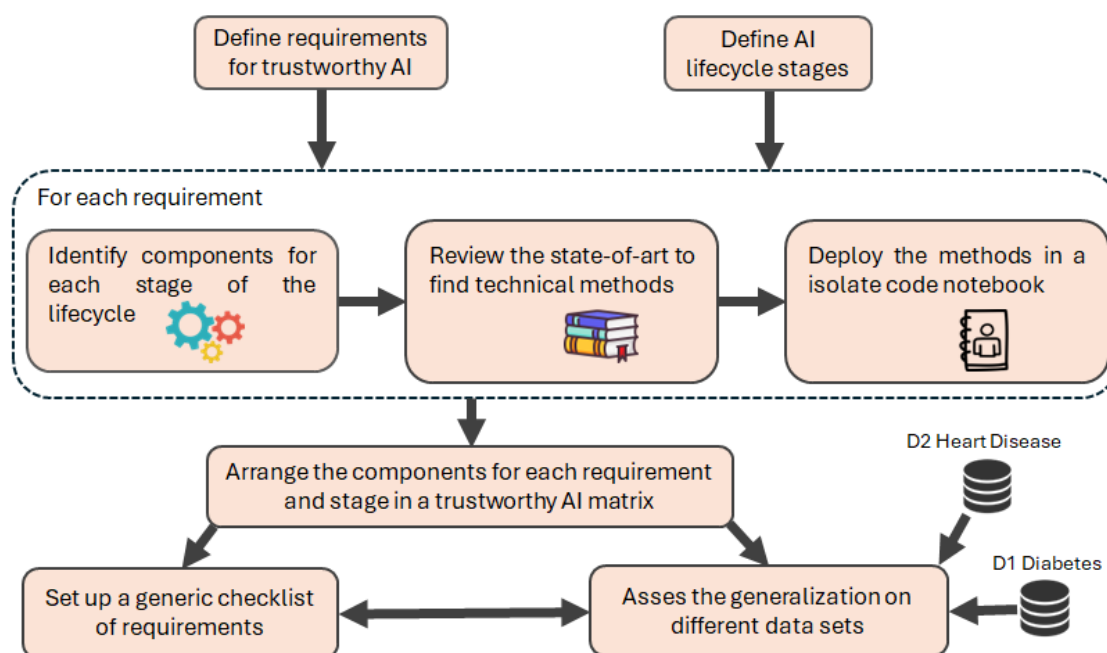 Define requirements
for trustworthy AI
Define AI
lifecycle stages
For each requirement
Identify components for
each stage of the
lifecycle
Review the state-of-art to
find technical methods
Deploy the methods in a
isolate code notebook
Arrange the components for each requirement
and stage in a trustworthy AI matrix
D2 Heart Disease
D1 Diabetes
Set up a generic checklist
of requirements
Asses the generalization on
different data sets